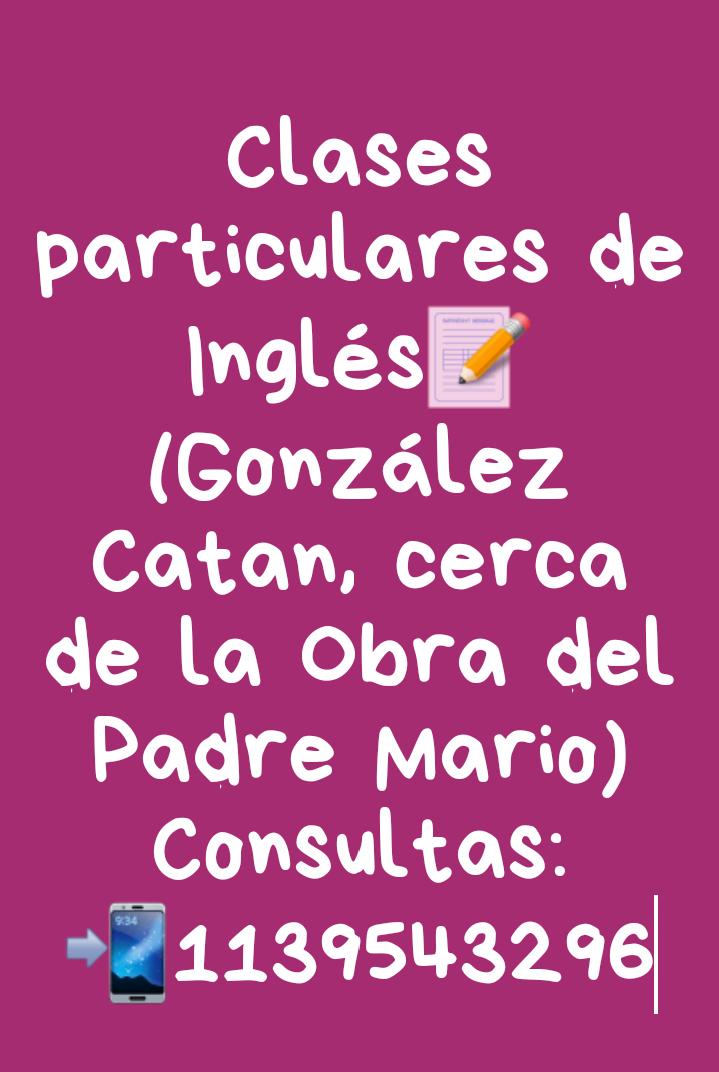 Clases
particulares de
Inglés📝
(González
Catan, cerca
de la Obra del
Padre Mario)
Consultas:
📲1139543296